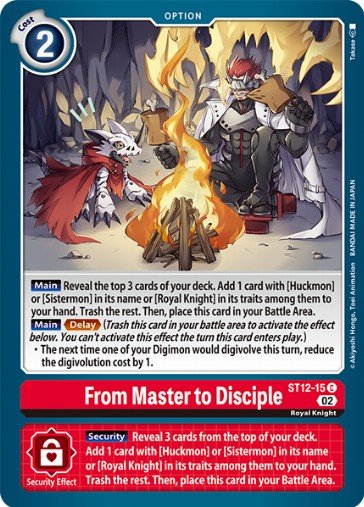 OPTION
Cost
2
Takase
©Akiyoshi Hongo, Toei Animation BANDAI MADE IN JAPAN
Main Reveal the top 3 cards of your deck. Add 1 card with [Huckmon]
or [Sistermon] in its name or [Royal Knight] in its traits among them to
your hand. Trash the rest. Then, place this card in your Battle Area.
Main Delay (Trash this card in your battle area to activate the effect
below. You can't activate this effect the turn this card enters play.)
・The next time one of your Digimon would digivolve this turn, reduce
the digivolution cost by 1.
From Master to Disciple ST12-15 C
02
Royal Knight
Security Reveal 3 cards from the top of your deck.
Add 1 card with [Huckmon] or [Sistermon] in its name
or [Royal Knight] in its traits among them to your hand.
Trash the rest. Then, place this card in your Battle Area.
Security Effect